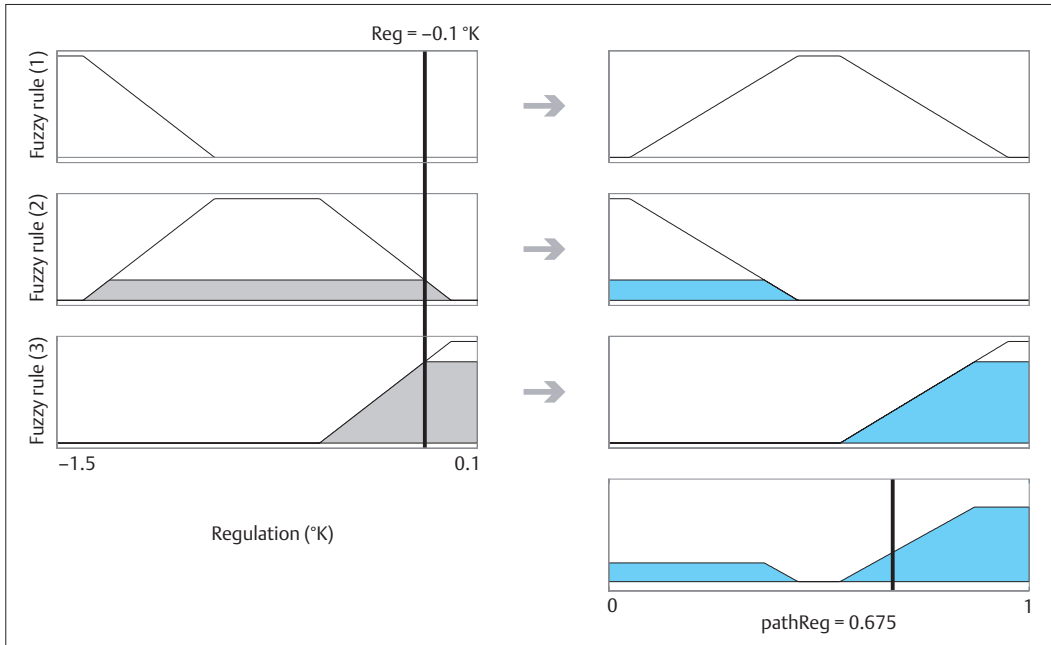 Reg = −0.1 °K
Fuzzy rule (1)
Fuzzy rule (2)
Fuzzy rule (3)
−1.5
0.1
Regulation (°K)
0
1
pathReg = 0.675